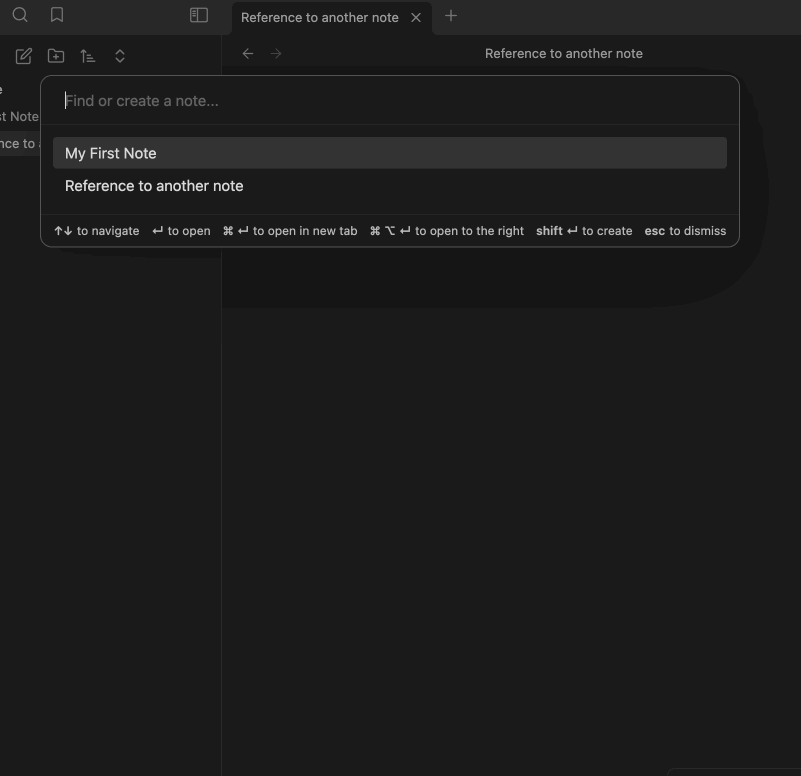 Reference to another note
Reference to another note
e
st Note
nce to a
Find or create a note...
My First Note
Reference to another note
↑↓ to navigate ↵ to open ⌘ ↵ to open in new tab ⌘ ⌥ ↵ to open to the right shift ↵ to create esc to dismiss